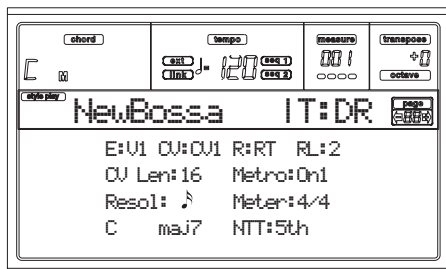 chord tempo measure transpose
C M ext link ♩= 120 seq 1 seq 2 001 +0 octave
style play NewBossa 1T:DR page
E:V1 CV:CV1 R:RT RL:2
CV Len:16 Metro:On1
Resol: ♪ Meter:4/4
C maj7 NTT:5th